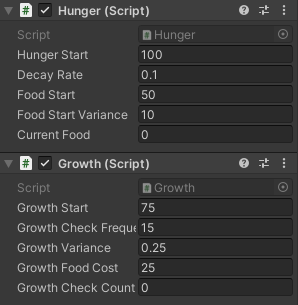 Hunger (Script)
Script Hunger
Hunger Start 100
Decay Rate 0.1
Food Start 50
Food Start Variance 10
Current Food 0
Growth (Script)
Script Growth
Growth Start 75
Growth Check Freque 15
Growth Variance 0.25
Growth Food Cost 25
Growth Check Count 0